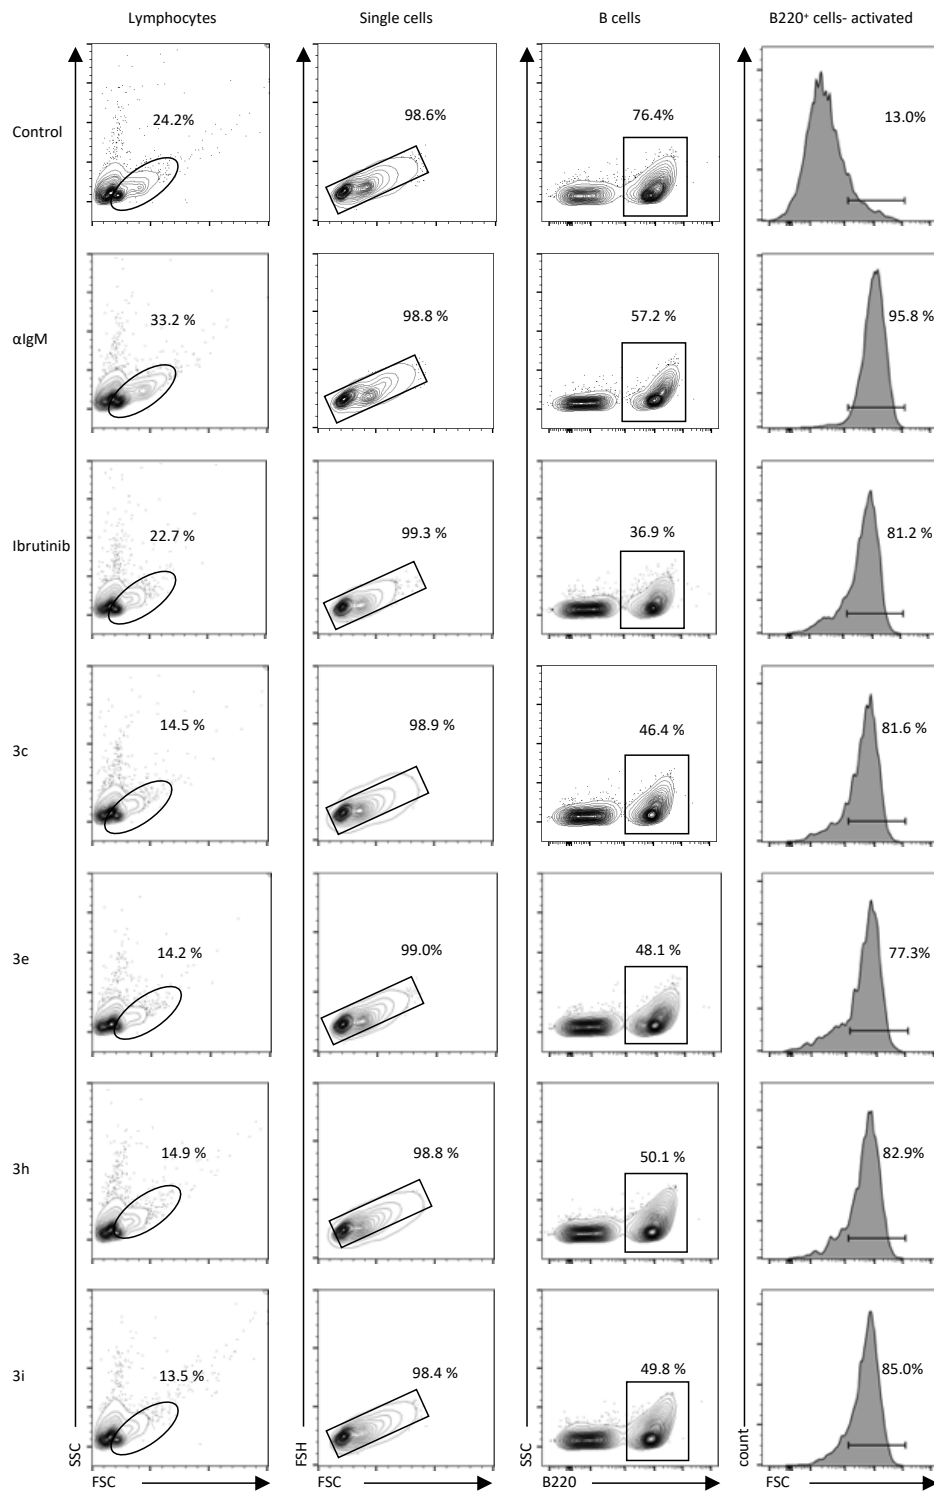 Lymphocytes Single cells B cells B220⁺ cells- activated
Control 24.2% 98.6% 76.4% 13.0%
αIgM 33.2 % 98.8 % 57.2 % 95.8 %
Ibrutinib 22.7 % 99.3 % 36.9 % 81.2 %
3c 14.5 % 98.9 % 46.4 % 81.6 %
3e 14.2 % 99.0% 48.1 % 77.3%
3h 14.9 % 98.8 % 50.1 % 82.9%
3i 13.5 % 98.4 % 49.8 % 85.0%
SSC FSH SSC count
FSC FSC B220 FSC